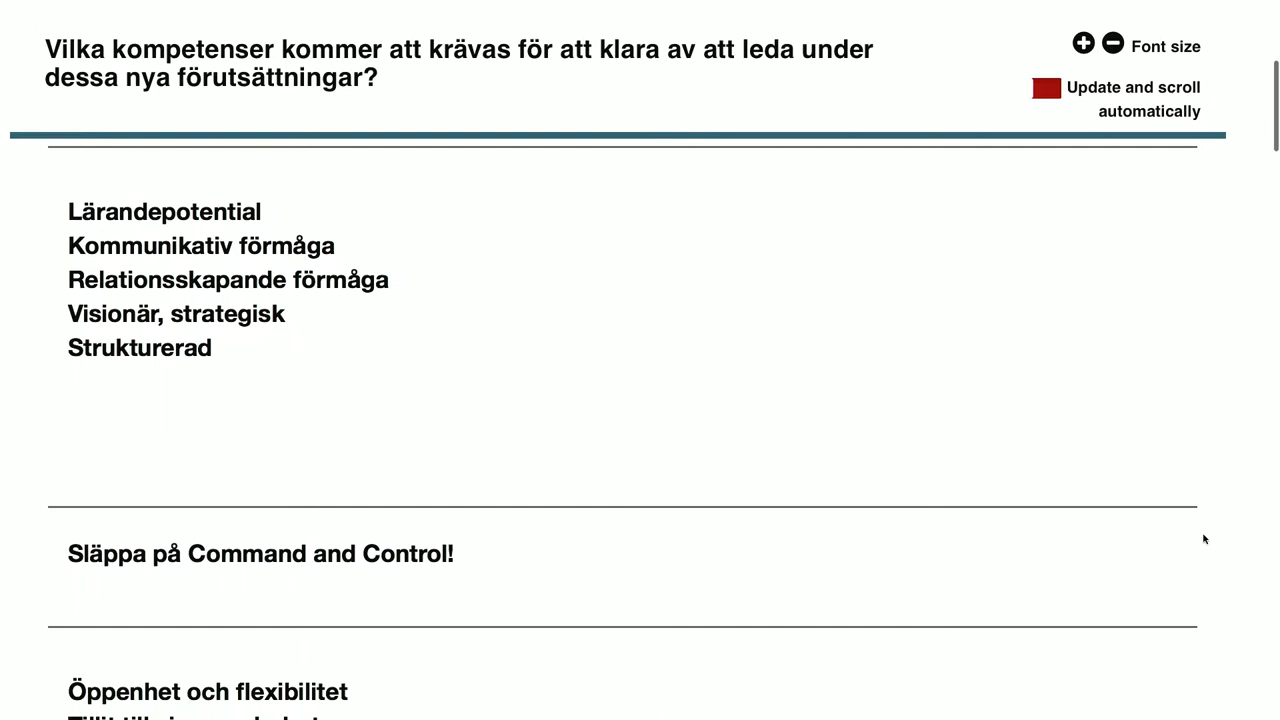 Vilka kompetenser kommer att krävas för att klara av att leda under
dessa nya förutsättningar?
Font size
Update and scroll
automatically
Lärandepotential
Kommunikativ förmåga
Relationsskapande förmåga
Visionär, strategisk
Strukturerad
Släppa på Command and Control!
Öppenhet och flexibilitet